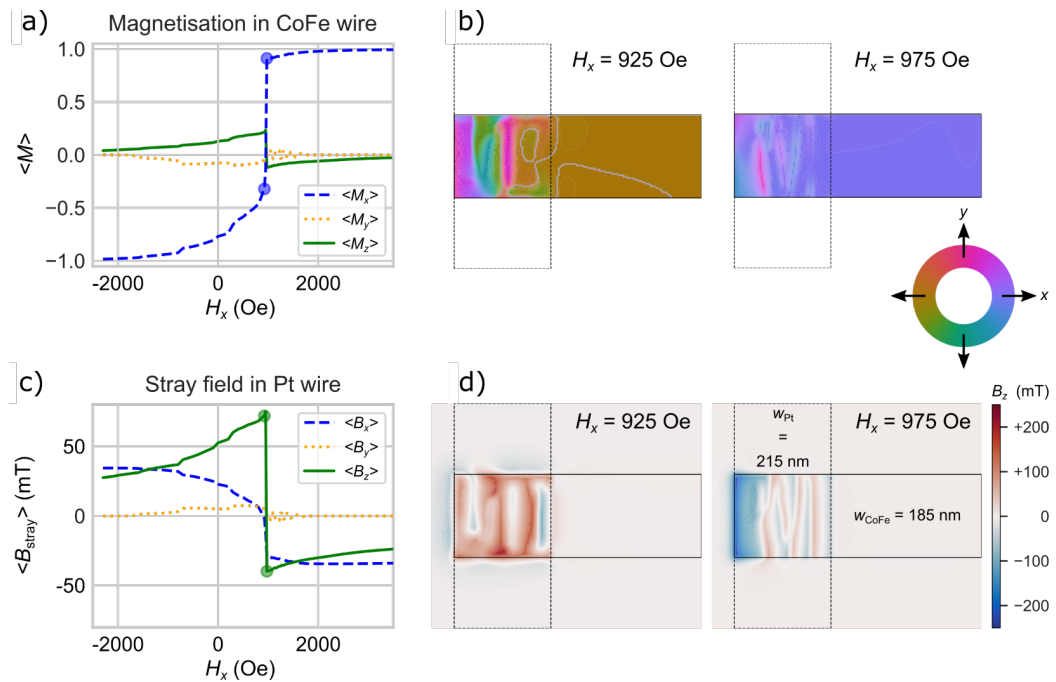 a)
Magnetisation in CoFe wire
1.0
0.5
0.0
−0.5
−1.0
<M>
<Mx>
<My>
<Mz>
-2000
0
2000
Hx (Oe)
b)
Hx = 925 Oe
Hx = 975 Oe
y
x
c)
Stray field in Pt wire
50
0
-50
<Bstray> (mT)
<Bx>
<By>
<Bz>
-2000
0
2000
Hx (Oe)
d)
Hx = 925 Oe
wPt
=
215 nm
Hx = 975 Oe
wCoFe = 185 nm
Bz (mT)
+200
+100
0
−100
−200